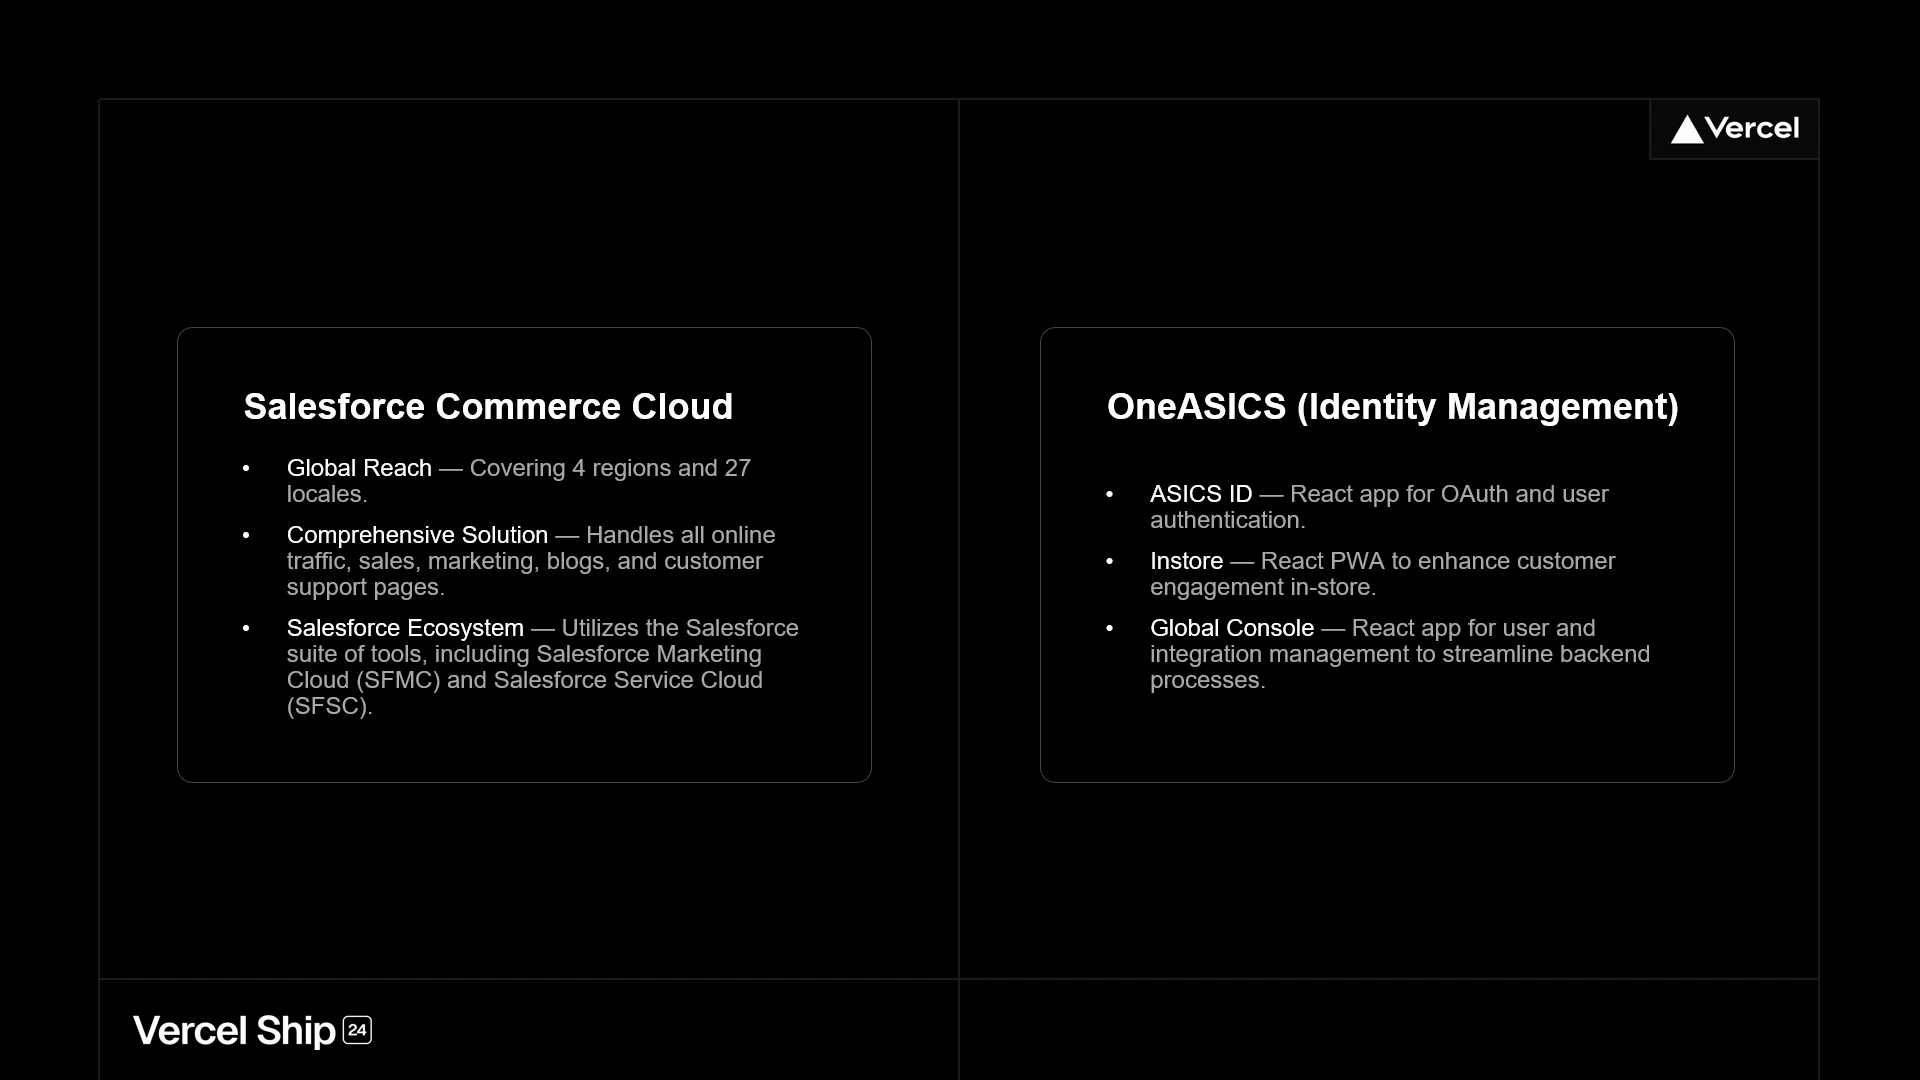 Vercel
Salesforce Commerce Cloud
• Global Reach — Covering 4 regions and 27
locales.
• Comprehensive Solution — Handles all online
traffic, sales, marketing, blogs, and customer
support pages.
• Salesforce Ecosystem — Utilizes the Salesforce
suite of tools, including Salesforce Marketing
Cloud (SFMC) and Salesforce Service Cloud
(SFSC).
OneASICS (Identity Management)
• ASICS ID — React app for OAuth and user
authentication.
• Instore — React PWA to enhance customer
engagement in-store.
• Global Console — React app for user and
integration management to streamline backend
processes.
Vercel Ship 24